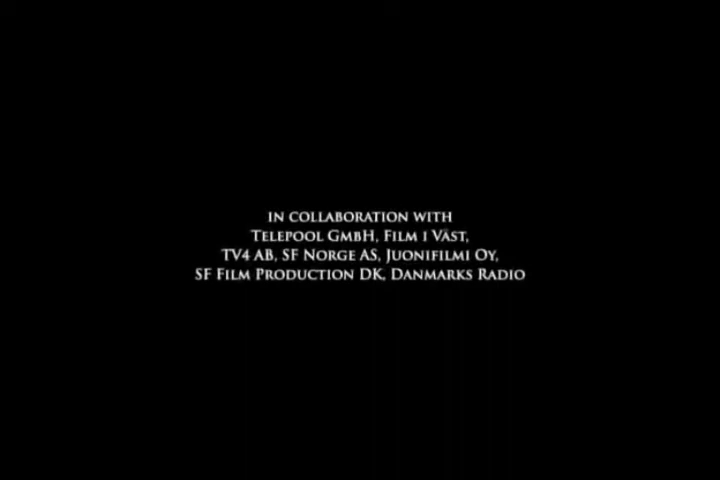 IN COLLABORATION WITH
TELEPOOL GMBH, FILM I VÄST,
TV4 AB, SF NORGE AS, JUONIFILMI OY,
SF FILM PRODUCTION DK, DANMARKS RADIO